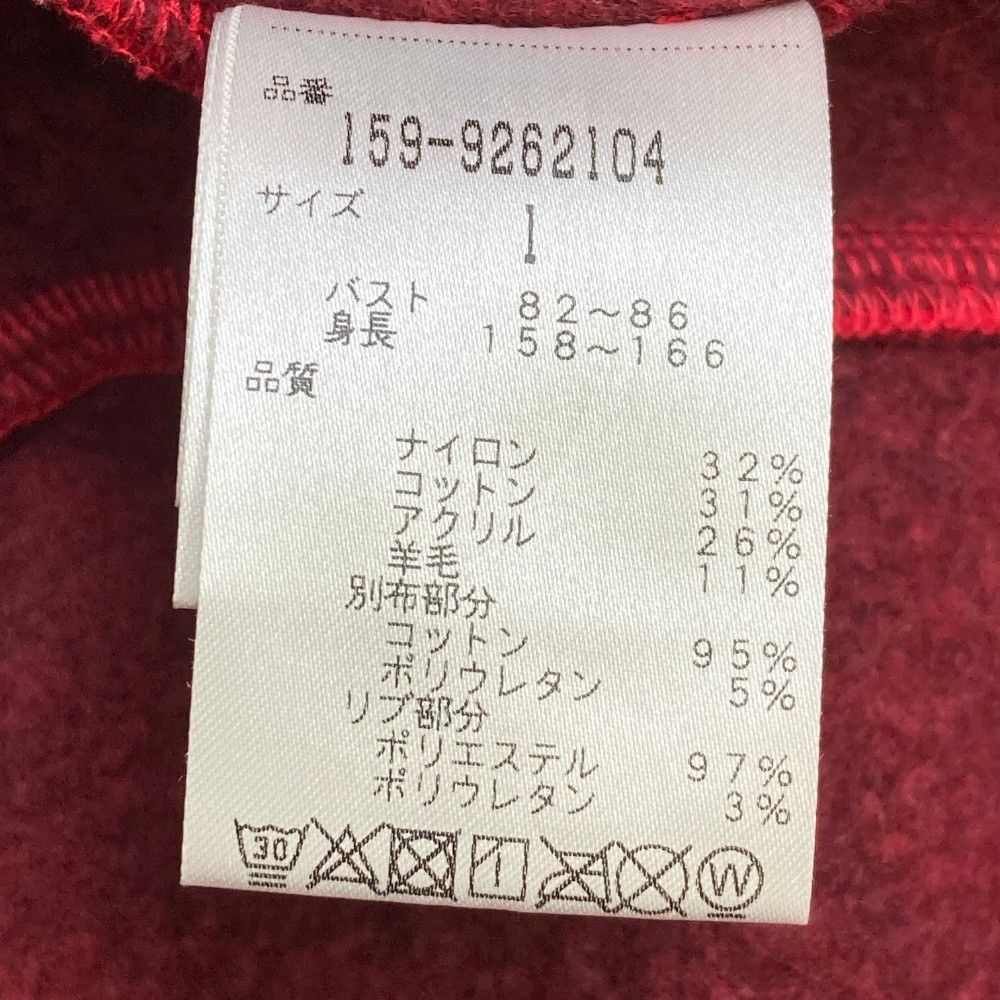 品番
159-9262104
サイズ
1
バスト 82～86
身長 158～166
品質
ナイロン 32%
コットン 31%
アクリル 26%
羊毛 11%
別布部分
コットン 95%
ポリウレタン 5%
リブ部分
ポリエステル 97%
ポリウレタン 3%
30 W